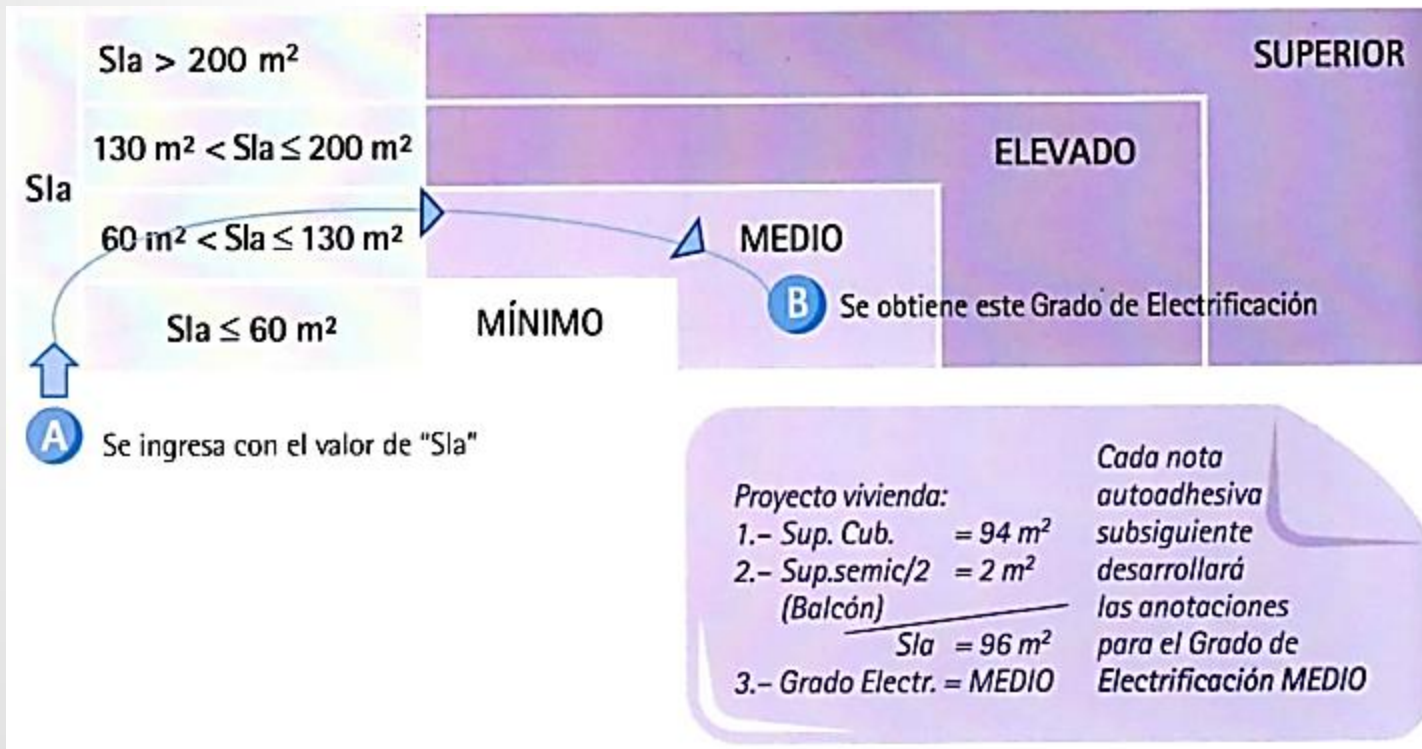 Sla > 200 m²
SUPERIOR
130 m² < Sla ≤ 200 m²
ELEVADO
Sla
60 m² < Sla ≤ 130 m²
MEDIO
B Se obtiene este Grado de Electrificación
Sla ≤ 60 m²
MÍNIMO
A Se ingresa con el valor de "Sla"
Proyecto vivienda:
1.- Sup. Cub. = 94 m²
2.- Sup.semic/2 = 2 m²
(Balcón)
Sla = 96 m²
3.- Grado Electr. = MEDIO
Cada nota
autoadhesiva
subsiguiente
desarrollará
las anotaciones
para el Grado de
Electrificación MEDIO